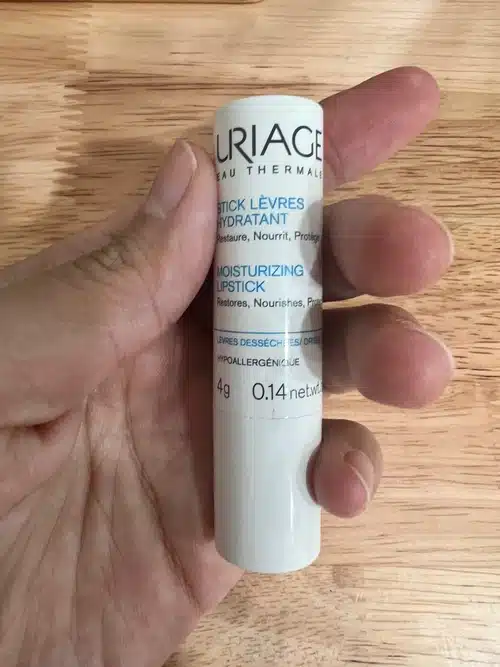 URIAGE
EAU THERMALE
STICK LÈVRES
HYDRATANT
Restaure, Nourrit, Protège
MOISTURIZING
LIPSTICK
Restores, Nourishes,
LÈVRES DESSÉCHÉES/
HYPOALLERGÉNIQUE
4g 0.14 net.wt.